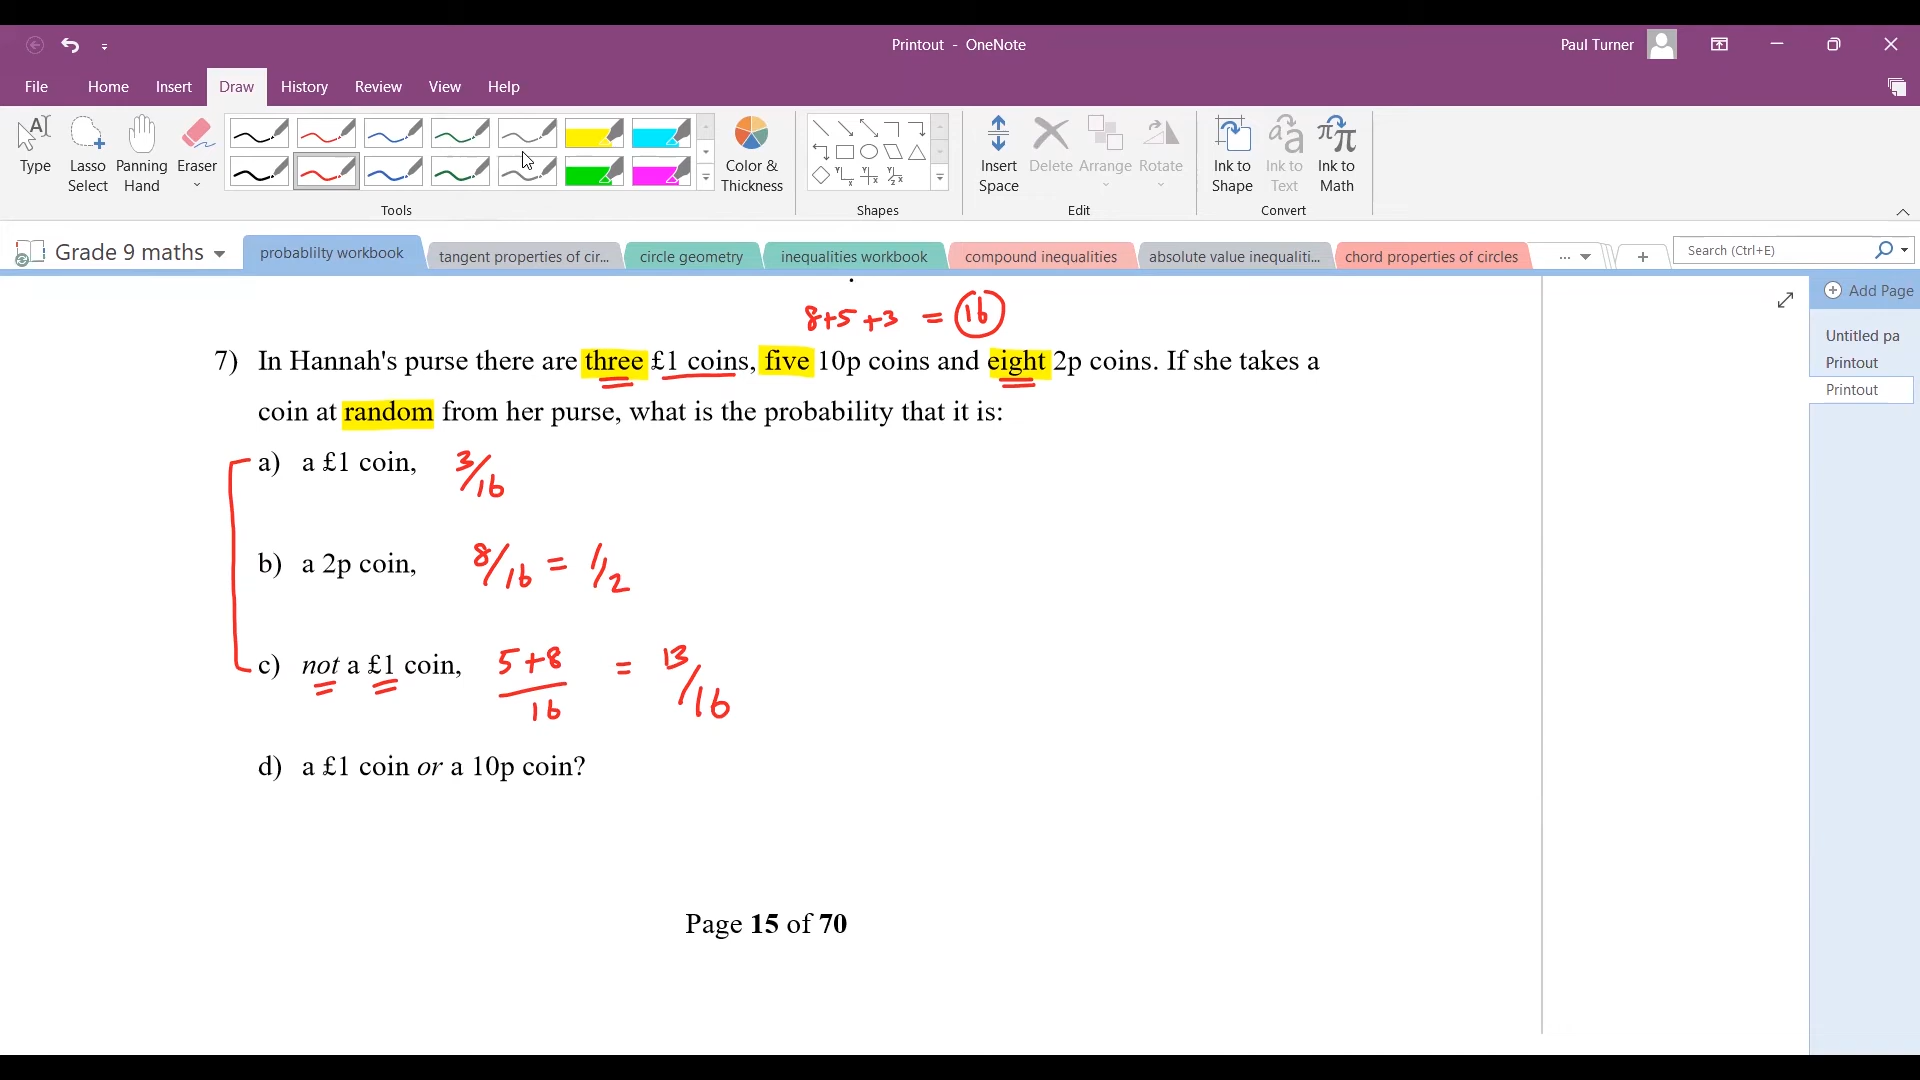 Printout - OneNote
Paul Turner
File Home Insert Draw History Review View Help
Type
Lasso Select
Panning Hand
Eraser
Color & Thickness
Insert Space
Delete
Arrange
Rotate
Ink to Shape
Ink to Text
Ink to Math
Tools
Shapes
Edit
Convert
Grade 9 maths
probablilty workbook
tangent properties of cir...
circle geometry
inequalities workbook
compound inequalities
absolute value inequaliti...
chord properties of circles
...
Search (Ctrl+E)
Add Page
Untitled pa
Printout
Printout
8+5+3 = 16
7) In Hannah's purse there are three £1 coins, five 10p coins and eight 2p coins. If she takes a
coin at random from her purse, what is the probability that it is:
a) a £1 coin, 3/16
b) a 2p coin, 8/16 = 1/2
c) not a £1 coin, 5+8/16 = 13/16
d) a £1 coin or a 10p coin?
Page 15 of 70